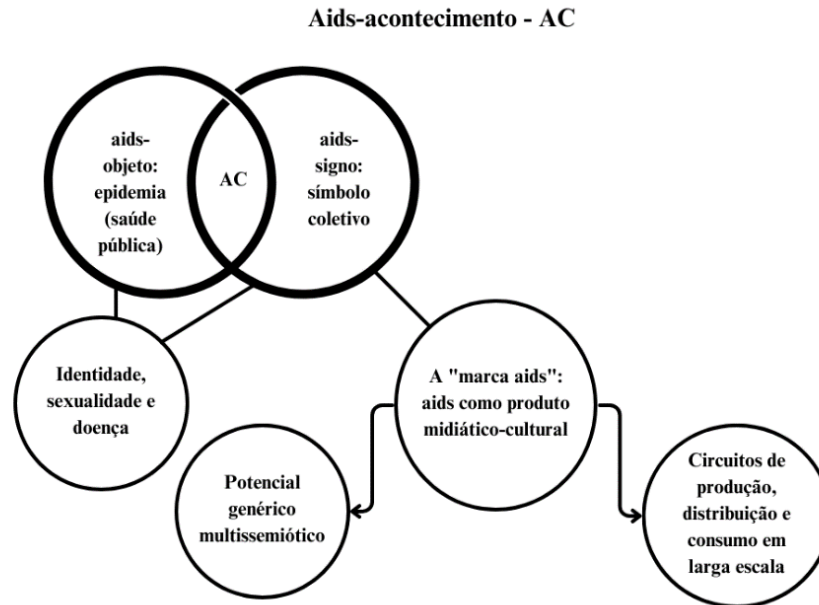 Aids-acontecimento - AC
aids-
objeto:
epidemia
(saúde
pública)
AC
aids-
signo:
símbolo
coletivo
Identidade,
sexualidade e
doença
A "marca aids":
aids como produto
midiático-cultural
Potencial
genérico
multissemiótico
Circuitos de
produção,
distribuição e
consumo em
larga escala